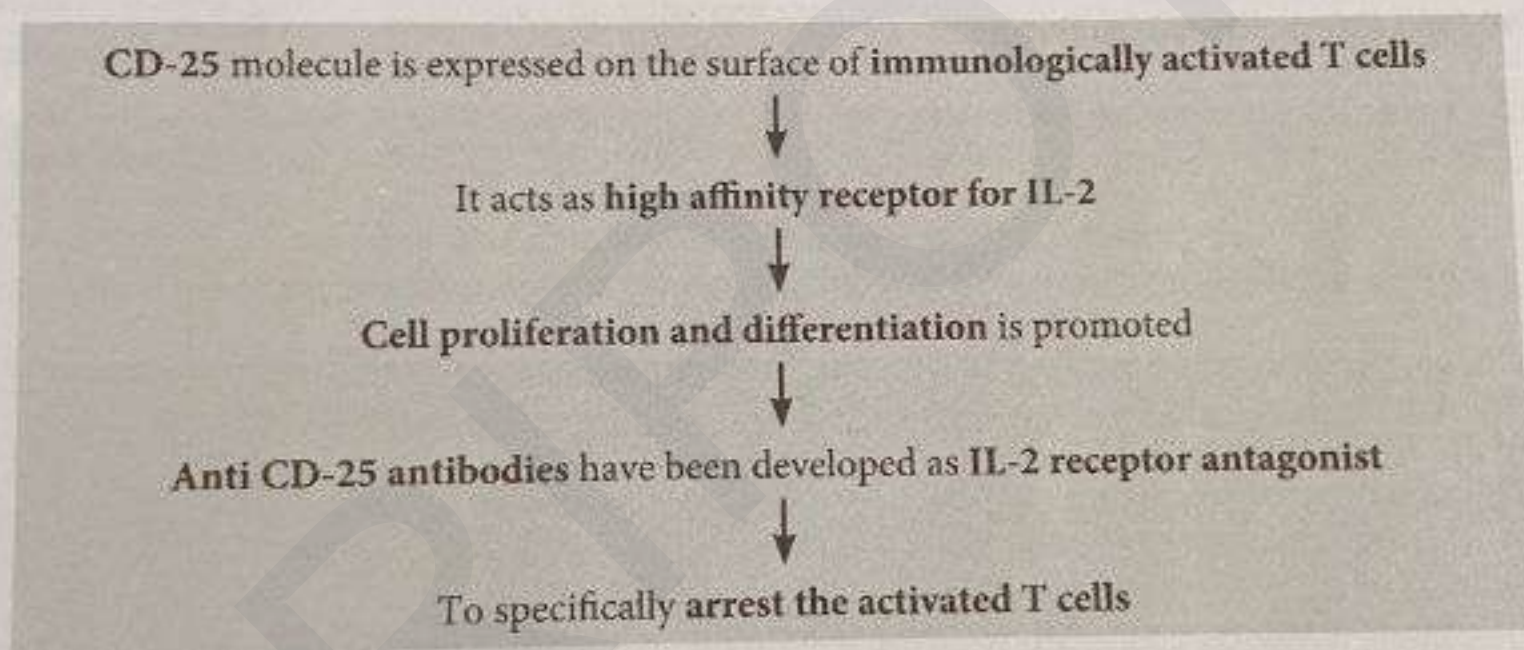 CD-25 molecule is expressed on the surface of immunologically activated T cells
It acts as high affinity receptor for IL-2
Cell proliferation and differentiation is promoted
Anti CD-25 antibodies have been developed as IL-2 receptor antagonist
To specifically arrest the activated T cells